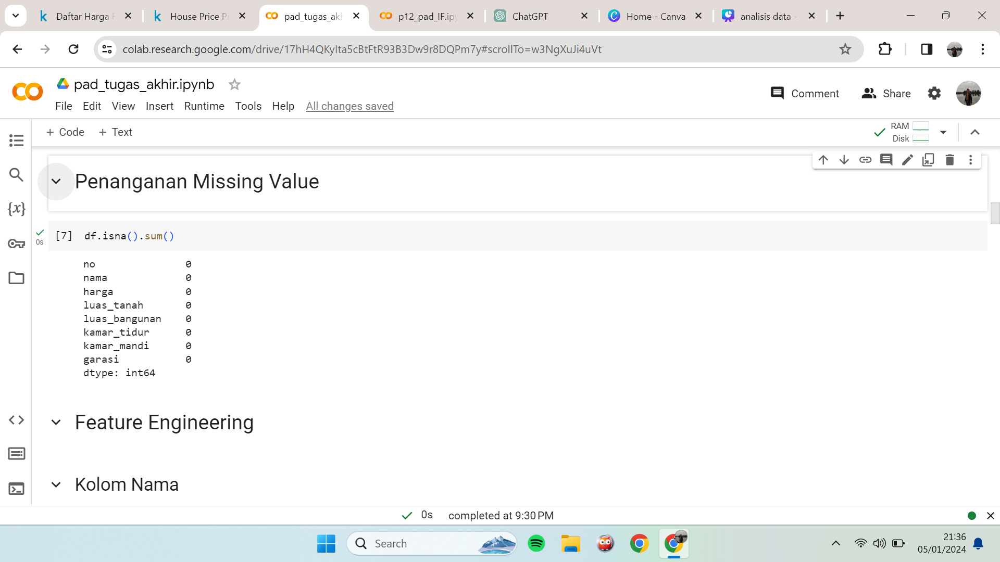 Daftar Harga
House Price P
pad_tugas_akh
p12_pad_IF.ip
ChatGPT
Home - Canva
analisis data -
colab.research.google.com/drive/17hH4QKyIta5cBtFtR93B3Dw9r8DQPm7y#scrollTo=w3NgXuJi4uVt
pad_tugas_akhir.ipynb
File Edit View Insert Runtime Tools Help All changes saved
Comment
Share
+ Code + Text
RAM
Disk
Penanganan Missing Value
0s
[7] df.isna().sum()
no 0
nama 0
harga 0
luas_tanah 0
luas_bangunan 0
kamar_tidur 0
kamar_mandi 0
garasi 0
dtype: int64
Feature Engineering
Kolom Nama
0s completed at 9:30 PM
Search
21:36
05/01/2024